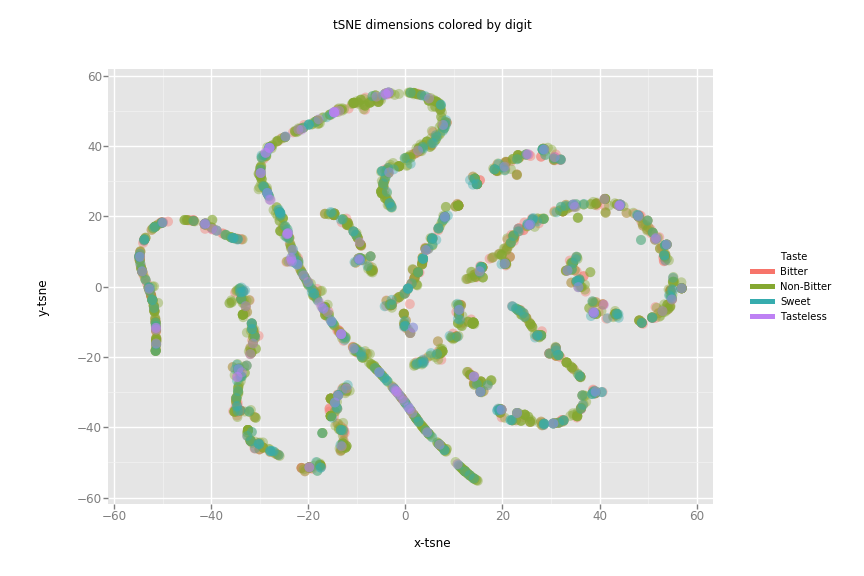 tSNE dimensions colored by digit
60
40
20
0
−20
−40
−60
y-tsne
−60
−40
−20
0
20
40
60
x-tsne
Taste
Bitter
Non-Bitter
Sweet
Tasteless